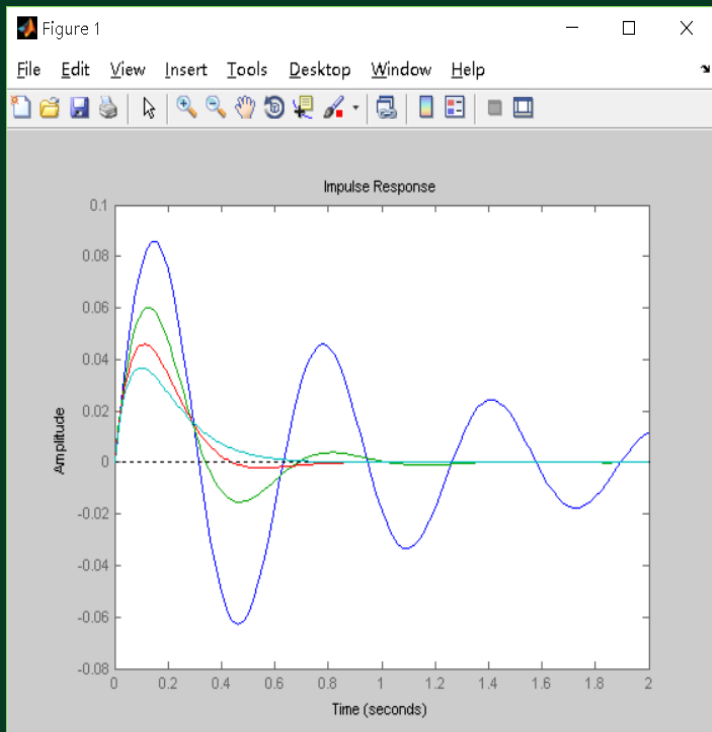 Figure 1
File Edit View Insert Tools Desktop Window Help
Impulse Response
0.1
0.08
0.06
0.04
0.02
0
-0.02
-0.04
-0.06
-0.08
Amplitude
0 0.2 0.4 0.6 0.8 1 1.2 1.4 1.6 1.8 2
Time (seconds)